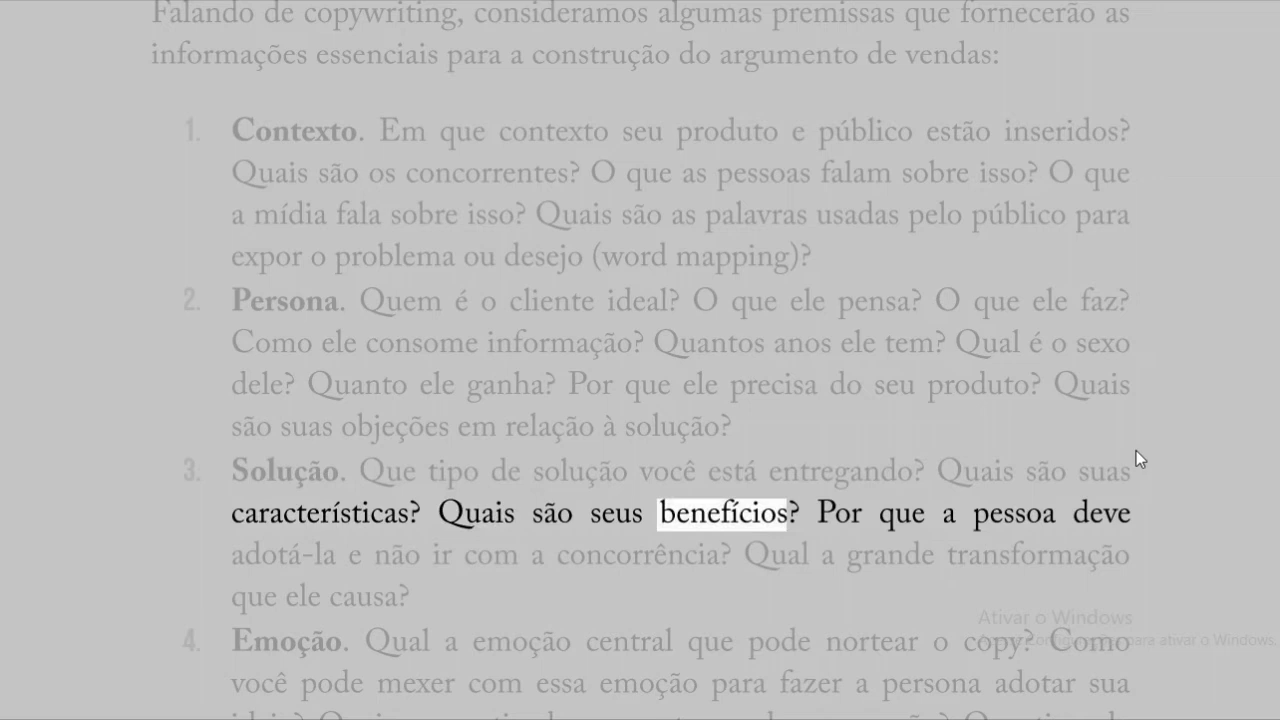 Falando de copywriting, consideramos algumas premissas que fornecerão as
informações essenciais para a construção do argumento de vendas:
1. Contexto. Em que contexto seu produto e público estão inseridos?
Quais são os concorrentes? O que as pessoas falam sobre isso? O que
a mídia fala sobre isso? Quais são as palavras usadas pelo público para
expor o problema ou desejo (word mapping)?
2. Persona. Quem é o cliente ideal? O que ele pensa? O que ele faz?
Como ele consome informação? Quantos anos ele tem? Qual é o sexo
dele? Quanto ele ganha? Por que ele precisa do seu produto? Quais
são suas objeções em relação à solução?
3. Solução. Que tipo de solução você está entregando? Quais são suas
características? Quais são seus benefícios? Por que a pessoa deve
adotá-la e não ir com a concorrência? Qual a grande transformação
que ele causa?
Ativar o Windows
4. Emoção. Qual a emoção central que pode nortear o copy? Como
para ativar o Windows.
você pode mexer com essa emoção para fazer a persona adotar sua